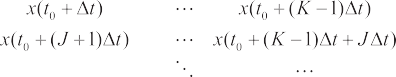 x(t₀ + Δt) ⋯ x(t₀ + (K − 1)Δt)
x(t₀ + (J + 1)Δt) ⋯ x(t₀ + (K − 1)Δt + JΔt)
⋱ ⋯